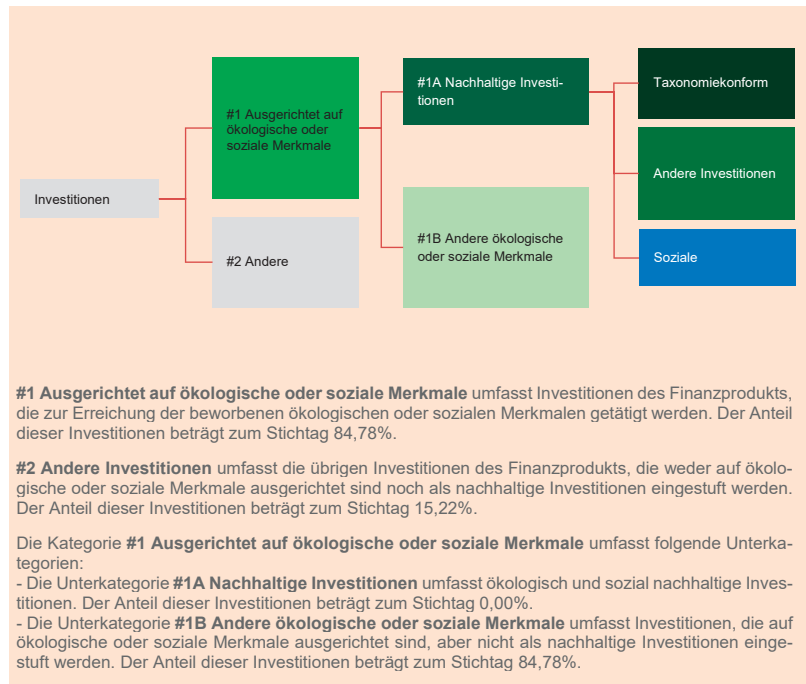 Investitionen
#1 Ausgerichtet auf
ökologische oder
soziale Merkmale
#2 Andere
#1A Nachhaltige Investi-
tionen
#1B Andere ökologische
oder soziale Merkmale
Taxonomiekonform
Andere Investitionen
Soziale
#1 Ausgerichtet auf ökologische oder soziale Merkmale umfasst Investitionen des Finanzprodukts,
die zur Erreichung der beworbenen ökologischen oder sozialen Merkmalen getätigt werden. Der Anteil
dieser Investitionen beträgt zum Stichtag 84,78%.
#2 Andere Investitionen umfasst die übrigen Investitionen des Finanzprodukts, die weder auf ökolo-
gische oder soziale Merkmale ausgerichtet sind noch als nachhaltige Investitionen eingestuft werden.
Der Anteil dieser Investitionen beträgt zum Stichtag 15,22%.
Die Kategorie #1 Ausgerichtet auf ökologische oder soziale Merkmale umfasst folgende Unterka-
tegorien:
- Die Unterkategorie #1A Nachhaltige Investitionen umfasst ökologisch und sozial nachhaltige Inves-
titionen. Der Anteil dieser Investitionen beträgt zum Stichtag 0,00%.
- Die Unterkategorie #1B Andere ökologische oder soziale Merkmale umfasst Investitionen, die auf
ökologische oder soziale Merkmale ausgerichtet sind, aber nicht als nachhaltige Investitionen einge-
stuft werden. Der Anteil dieser Investitionen beträgt zum Stichtag 84,78%.